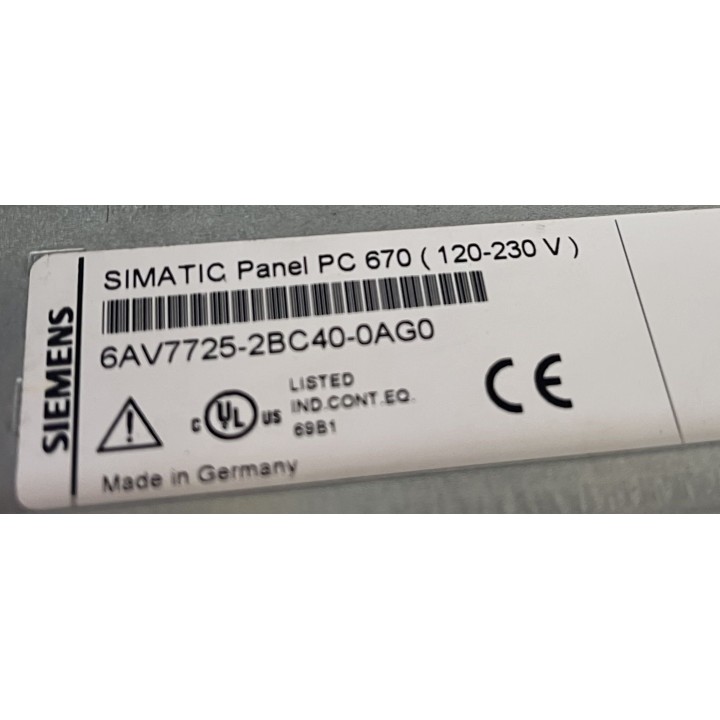 SIEMENS
SIMATIC Panel PC 670 ( 120-230 V )
6AV7725-2BC40-0AG0
C UL US
LISTED
IND.CONT.EQ.
69B1
CE
Made in Germany